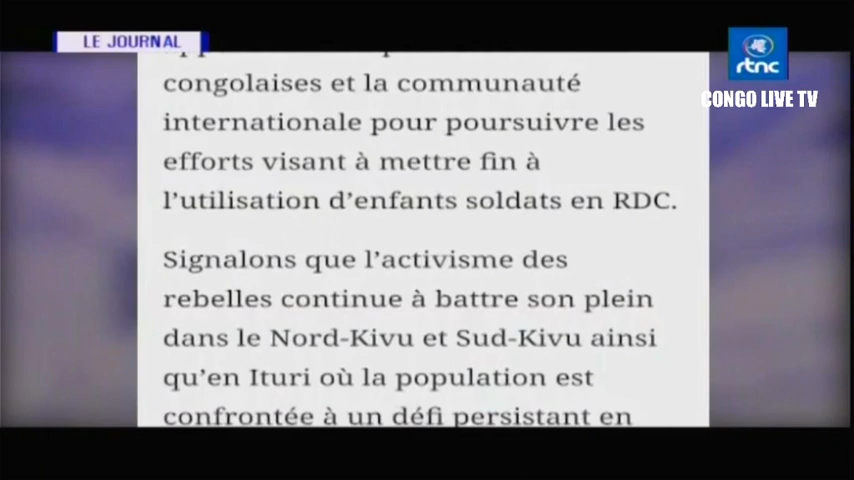 LE JOURNAL
rtnc
CONGO LIVE TV
congolaises et la communauté
internationale pour poursuivre les
efforts visant à mettre fin à
l'utilisation d'enfants soldats en RDC.
Signalons que l'activisme des
rebelles continue à battre son plein
dans le Nord-Kivu et Sud-Kivu ainsi
qu'en Ituri où la population est
confrontée à un défi persistant en